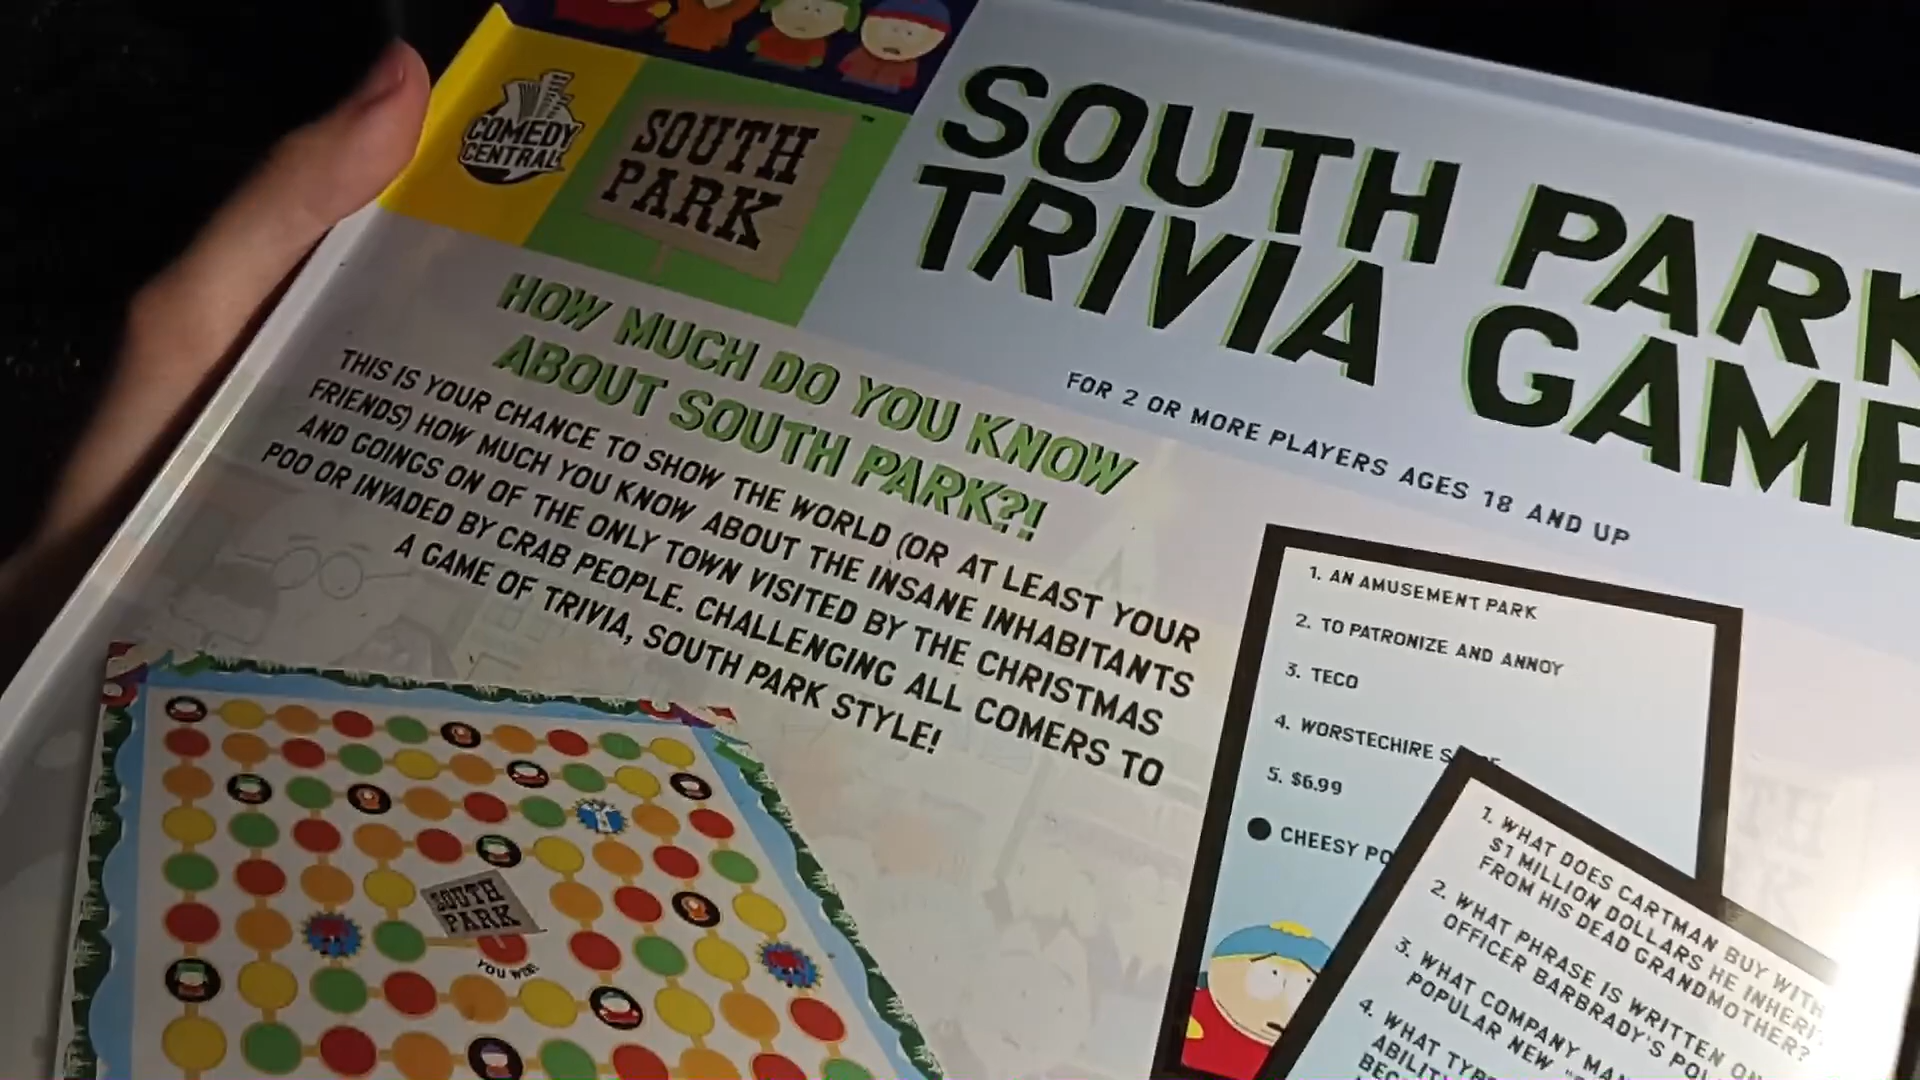 COMEDY
CENTRAL
SOUTH
PARK
™
SOUTH PARK
TRIVIA GAME
FOR 2 OR MORE PLAYERS AGES 18 AND UP
HOW MUCH DO YOU KNOW
ABOUT SOUTH PARK?!
THIS IS YOUR CHANCE TO SHOW THE WORLD (OR AT LEAST YOUR
FRIENDS) HOW MUCH YOU KNOW ABOUT THE INSANE INHABITANTS
AND GOINGS ON OF THE ONLY TOWN VISITED BY THE CHRISTMAS
POO OR INVADED BY CRAB PEOPLE. CHALLENGING ALL COMERS TO
A GAME OF TRIVIA, SOUTH PARK STYLE!
SOUTH
PARK
YOU WIN!
1. AN AMUSEMENT PARK
2. TO PATRONIZE AND ANNOY
3. TECO
4. WORSTECHIRE
5. $6.99
CHEESY
1. WHAT DOES CARTMAN BUY WITH
$1 MILLION DOLLARS HE
FROM HIS DEAD GRANDMOTHER?
2. WHAT PHRASE IS WRITTEN ON
OFFICER BARBRADY'S
3. WHAT COMPANY
POPULAR NEW
4. WHAT